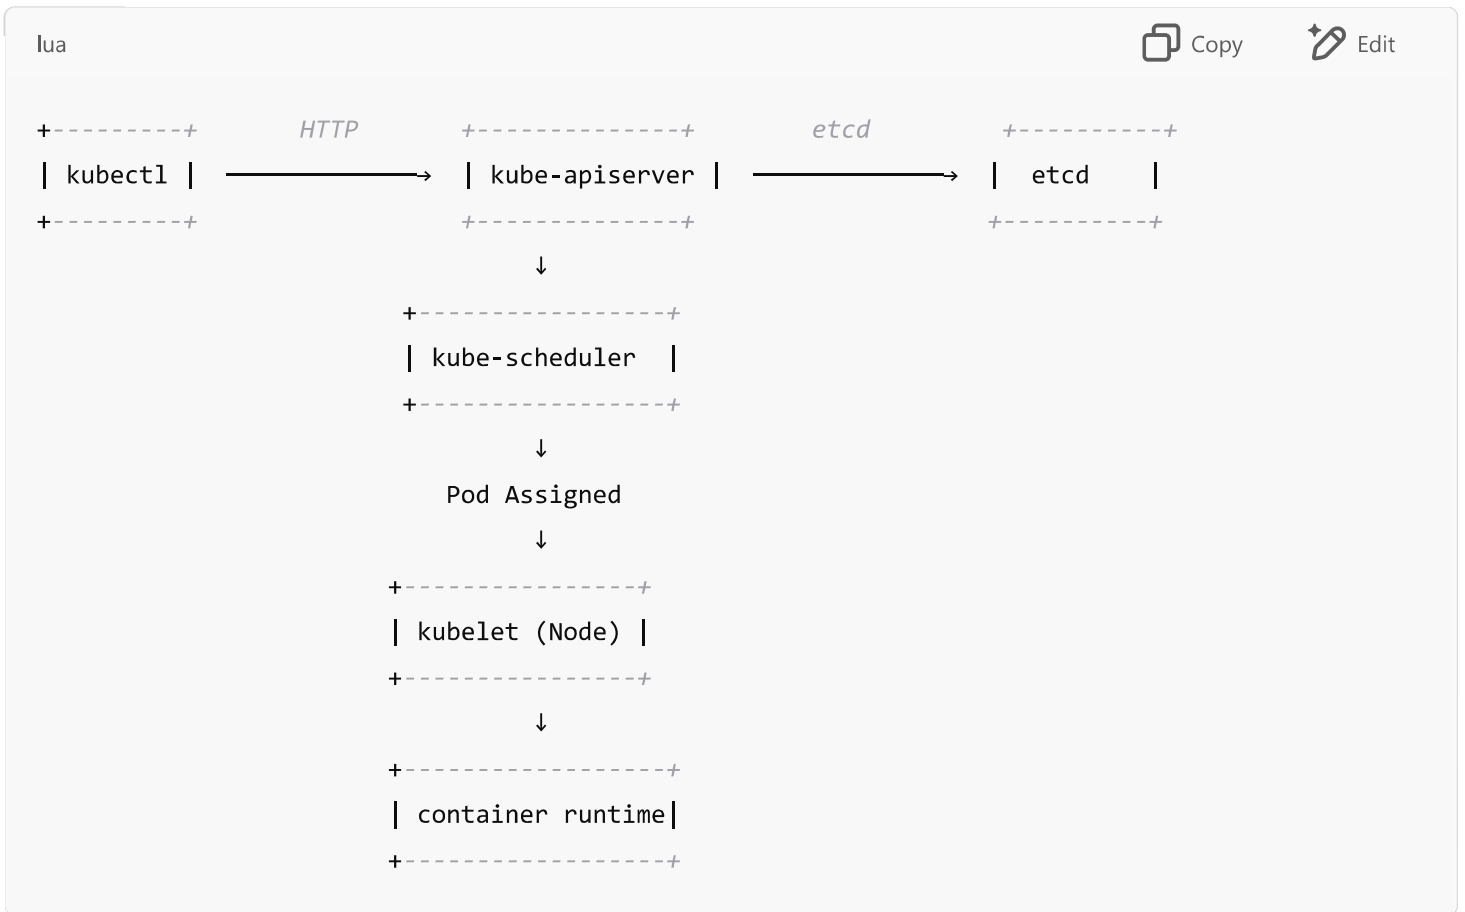 lua Copy Edit
+---------+ HTTP +--------------+ etcd +----------+
| kubectl | ─────────────→ | kube-apiserver | ──────────────→ | etcd |
+---------+ +--------------+ +----------+
↓
+-----------------+
| kube-scheduler |
+-----------------+
↓
Pod Assigned
↓
+----------------+
| kubelet (Node) |
+----------------+
↓
+------------------+
| container runtime|
+------------------+